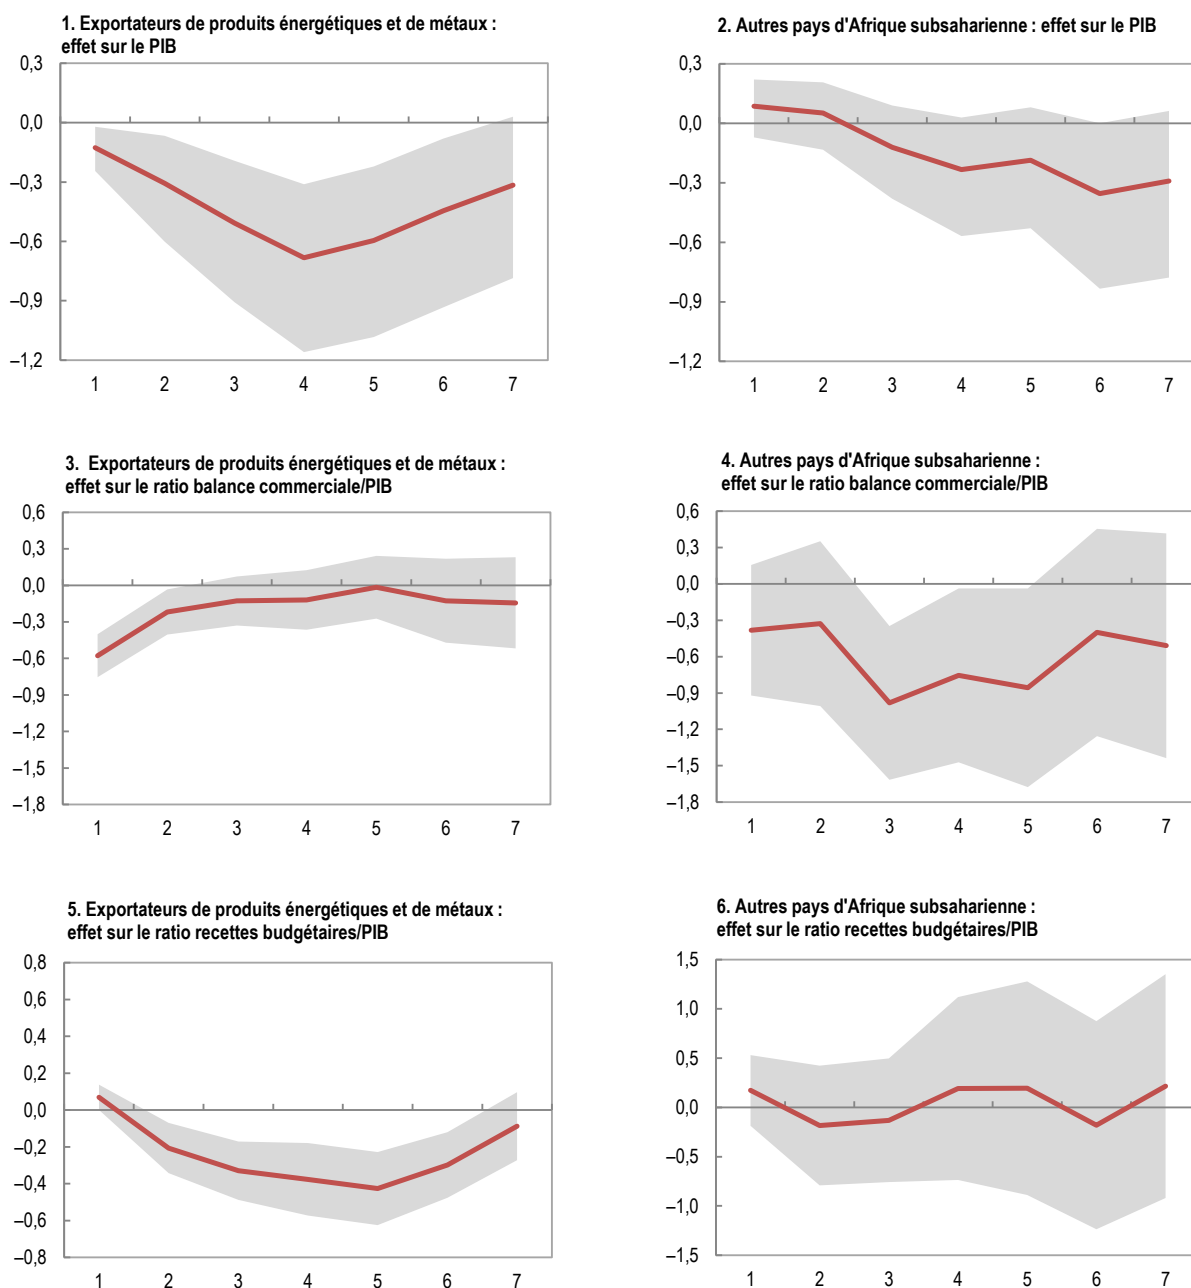 1. Exportateurs de produits énergétiques et de métaux :
effet sur le PIB
0,3
0,0
–0,3
–0,6
–0,9
–1,2
1 2 3 4 5 6 7
2. Autres pays d'Afrique subsaharienne : effet sur le PIB
0,3
0,0
–0,3
–0,6
–0,9
–1,2
1 2 3 4 5 6 7
3. Exportateurs de produits énergétiques et de métaux :
effet sur le ratio balance commerciale/PIB
0,6
0,3
0,0
–0,3
–0,6
–0,9
–1,2
–1,5
–1,8
1 2 3 4 5 6 7
4. Autres pays d'Afrique subsaharienne :
effet sur le ratio balance commerciale/PIB
0,6
0,3
0,0
–0,3
–0,6
–0,9
–1,2
–1,5
–1,8
1 2 3 4 5 6 7
5. Exportateurs de produits énergétiques et de métaux :
effet sur le ratio recettes budgétaires/PIB
0,8
0,6
0,4
0,2
0,0
–0,2
–0,4
–0,6
–0,8
1 2 3 4 5 6 7
6. Autres pays d'Afrique subsaharienne :
effet sur le ratio recettes budgétaires/PIB
1,5
1,0
0,5
0,0
–0,5
–1,0
–1,5
1 2 3 4 5 6 7